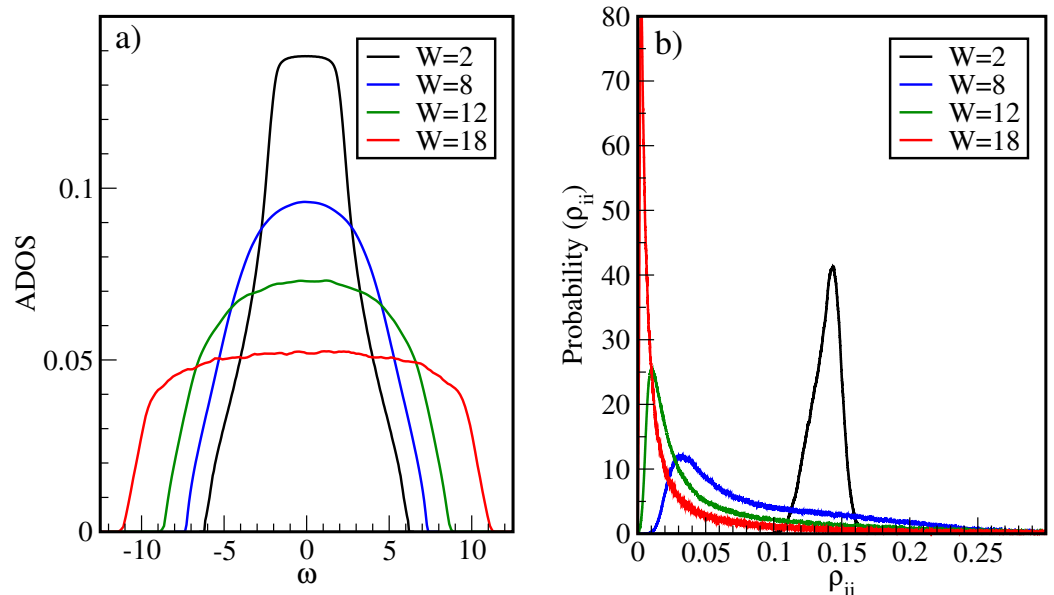 a)
W=2
W=8
W=12
W=18
ADOS
0.1
0.05
0
-10 -5 0 5 10
ω
b)
W=2
W=8
W=12
W=18
Probability (ρii)
80
70
60
50
40
30
20
10
0
0 0.05 0.1 0.15 0.2 0.25
ρii